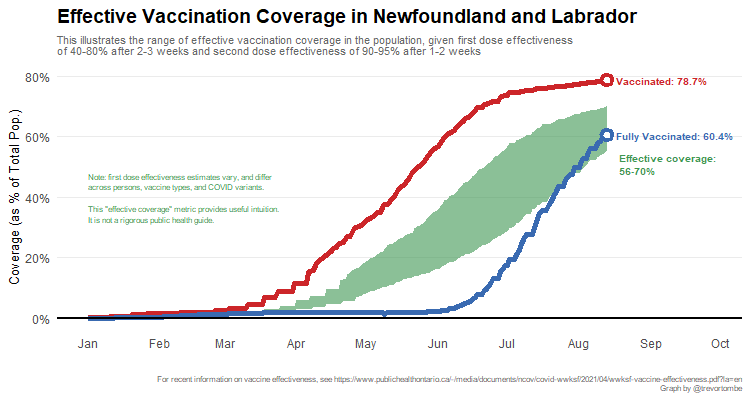 Effective Vaccination Coverage in Newfoundland and Labrador
This illustrates the range of effective vaccination coverage in the population, given first dose effectiveness
of 40-80% after 2-3 weeks and second dose effectiveness of 90-95% after 1-2 weeks
Coverage (as % of Total Pop.)
80%
60%
40%
20%
0%
Vaccinated: 78.7%
Fully Vaccinated: 60.4%
Effective coverage:
56-70%
Note: first dose effectiveness estimates vary, and differ
across persons, vaccine types, and COVID variants.
This "effective coverage" metric provides useful intuition.
It is not a rigorous public health guide.
Jan Feb Mar Apr May Jun Jul Aug Sep Oct
For recent information on vaccine effectiveness, see https://www.publichealthontario.ca/-/media/documents/ncov/covid-wwksf/2021/04/wwksf-vaccine-effectiveness.pdf?la=en
Graph by @trevortombe